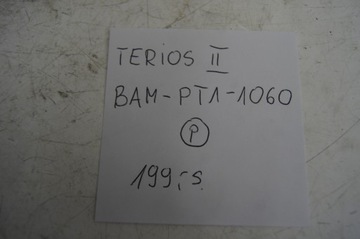 TERIOS II
BAM-PT1-1060
P
199,-s.